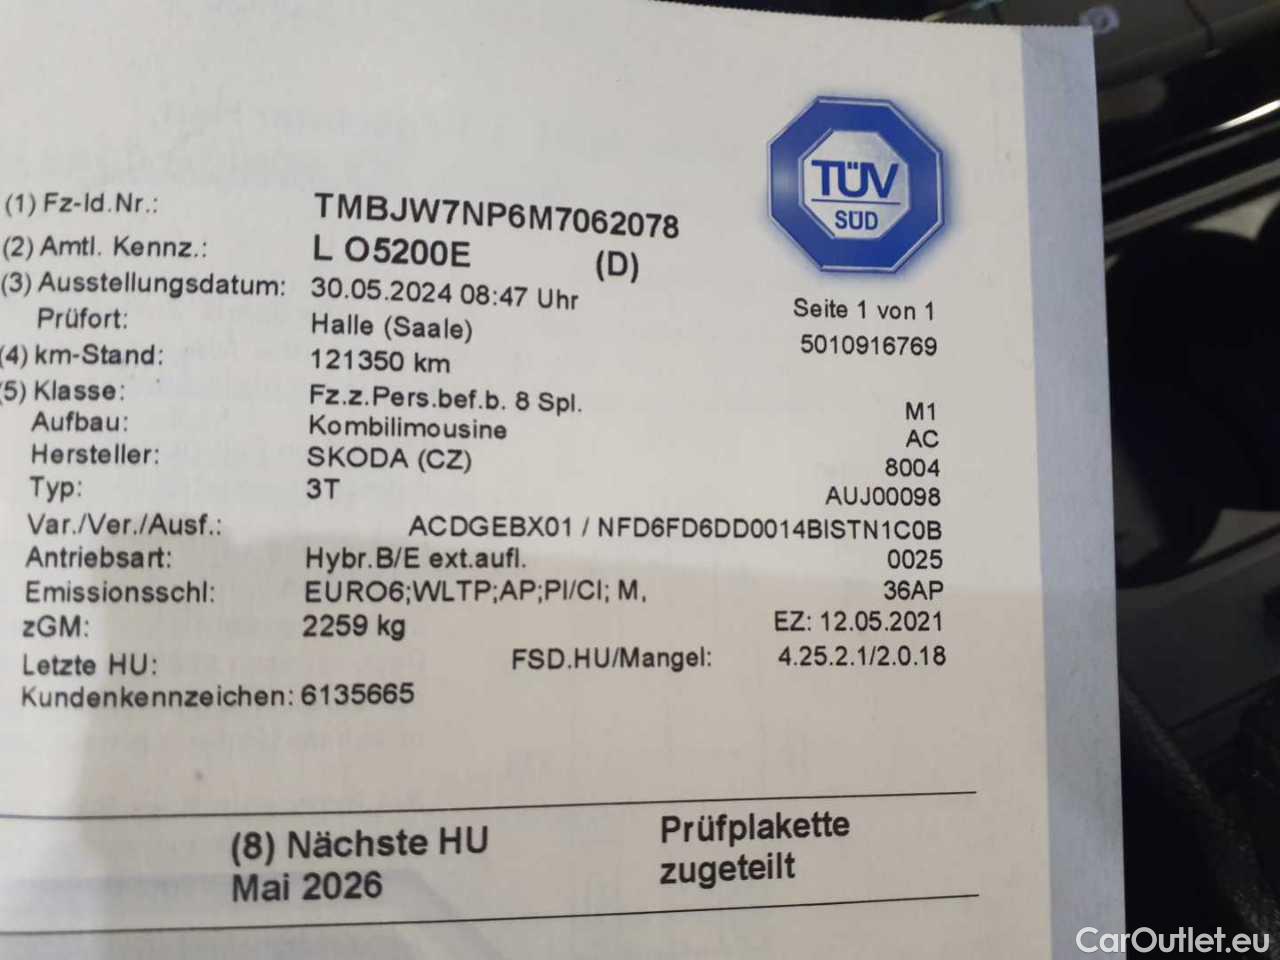 TÜV
SÜD
(1) Fz-Id.Nr.: TMBJW7NP6M7062078
(2) Amtl. Kennz.: L O5200E (D)
(3) Ausstellungsdatum: 30.05.2024 08:47 Uhr
Seite 1 von 1
Prüfort: Halle (Saale)
5010916769
(4) km-Stand: 121350 km
(5) Klasse: Fz.z.Pers.bef.b. 8 Spl. M1
Aufbau: Kombilimousine AC
Hersteller: SKODA (CZ) 8004
Typ: 3T AUJ00098
Var./Ver./Ausf.: ACDGEBX01 / NFD6FD6DD0014BISTN1C0B
Antriebsart: Hybr.B/E ext.aufl. 0025
Emissionsschl: EURO6;WLTP;AP;PI/CI; M, 36AP
zGM: 2259 kg EZ: 12.05.2021
Letzte HU: FSD.HU/Mangel: 4.25.2.1/2.0.18
Kundenkennzeichen: 6135665
(8) Nächste HU
Mai 2026
Prüfplakette
zugeteilt
CarOutlet.eu